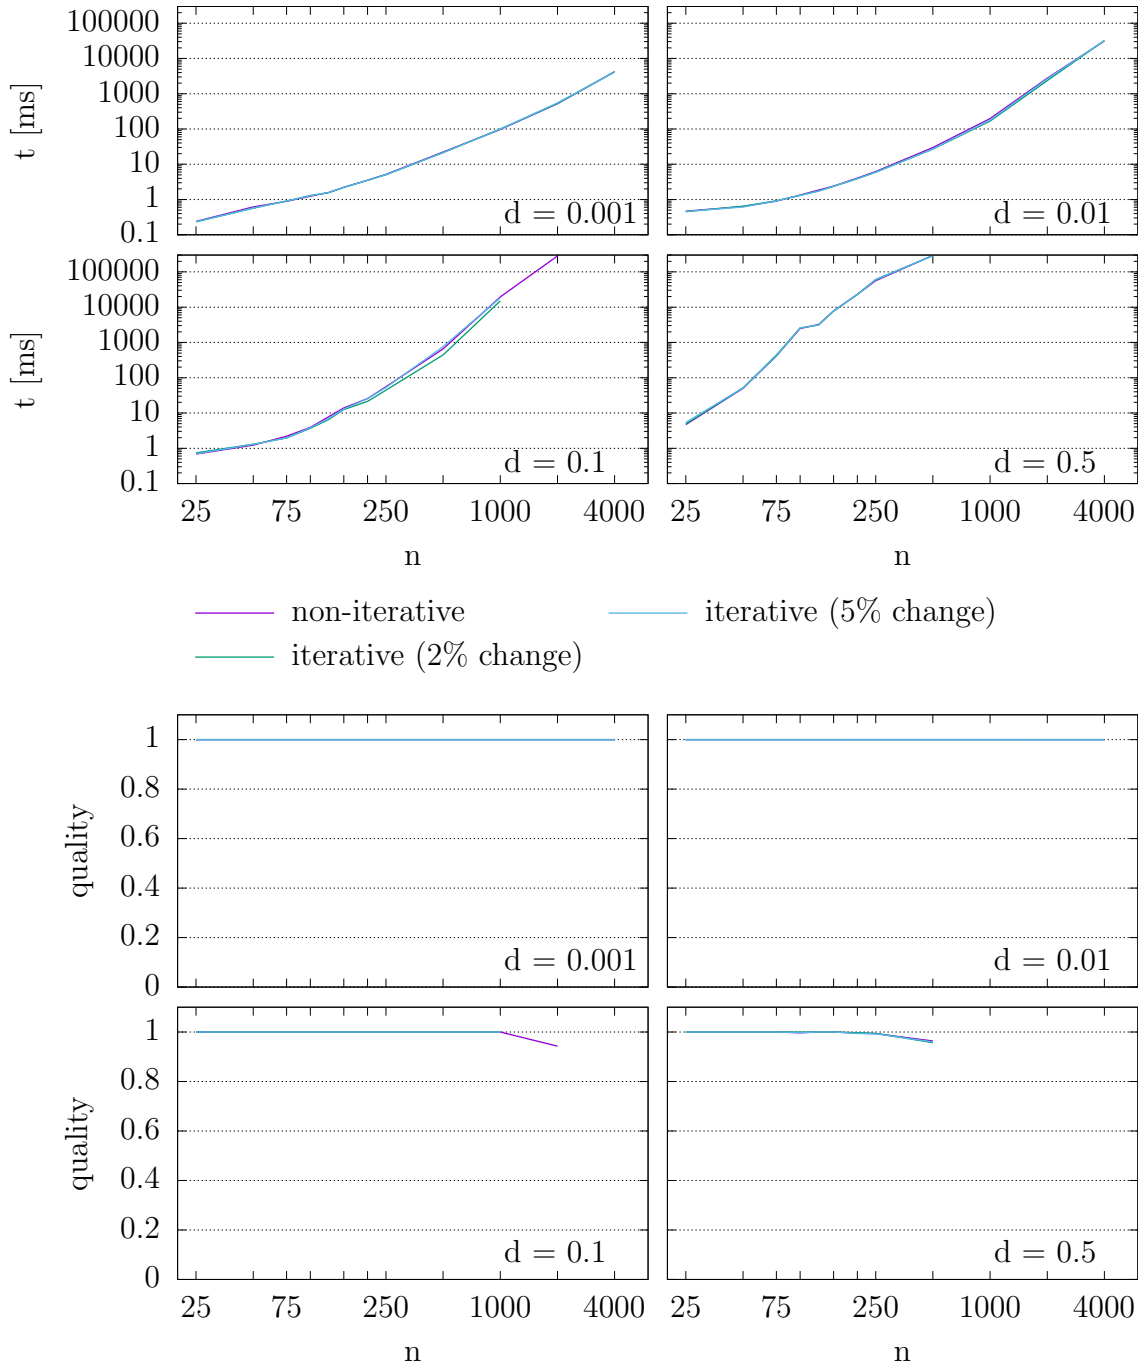 100000
10000
1000
100
10
1
0.1
t [ms]
d = 0.001
d = 0.01
100000
10000
1000
100
10
1
0.1
t [ms]
d = 0.1
d = 0.5
25 75 250 1000 4000
25 75 250 1000 4000
n
n
non-iterative
iterative (5% change)
iterative (2% change)
1
0.8
0.6
0.4
0.2
0
quality
d = 0.001
d = 0.01
1
0.8
0.6
0.4
0.2
0
quality
d = 0.1
d = 0.5
25 75 250 1000 4000
25 75 250 1000 4000
n
n